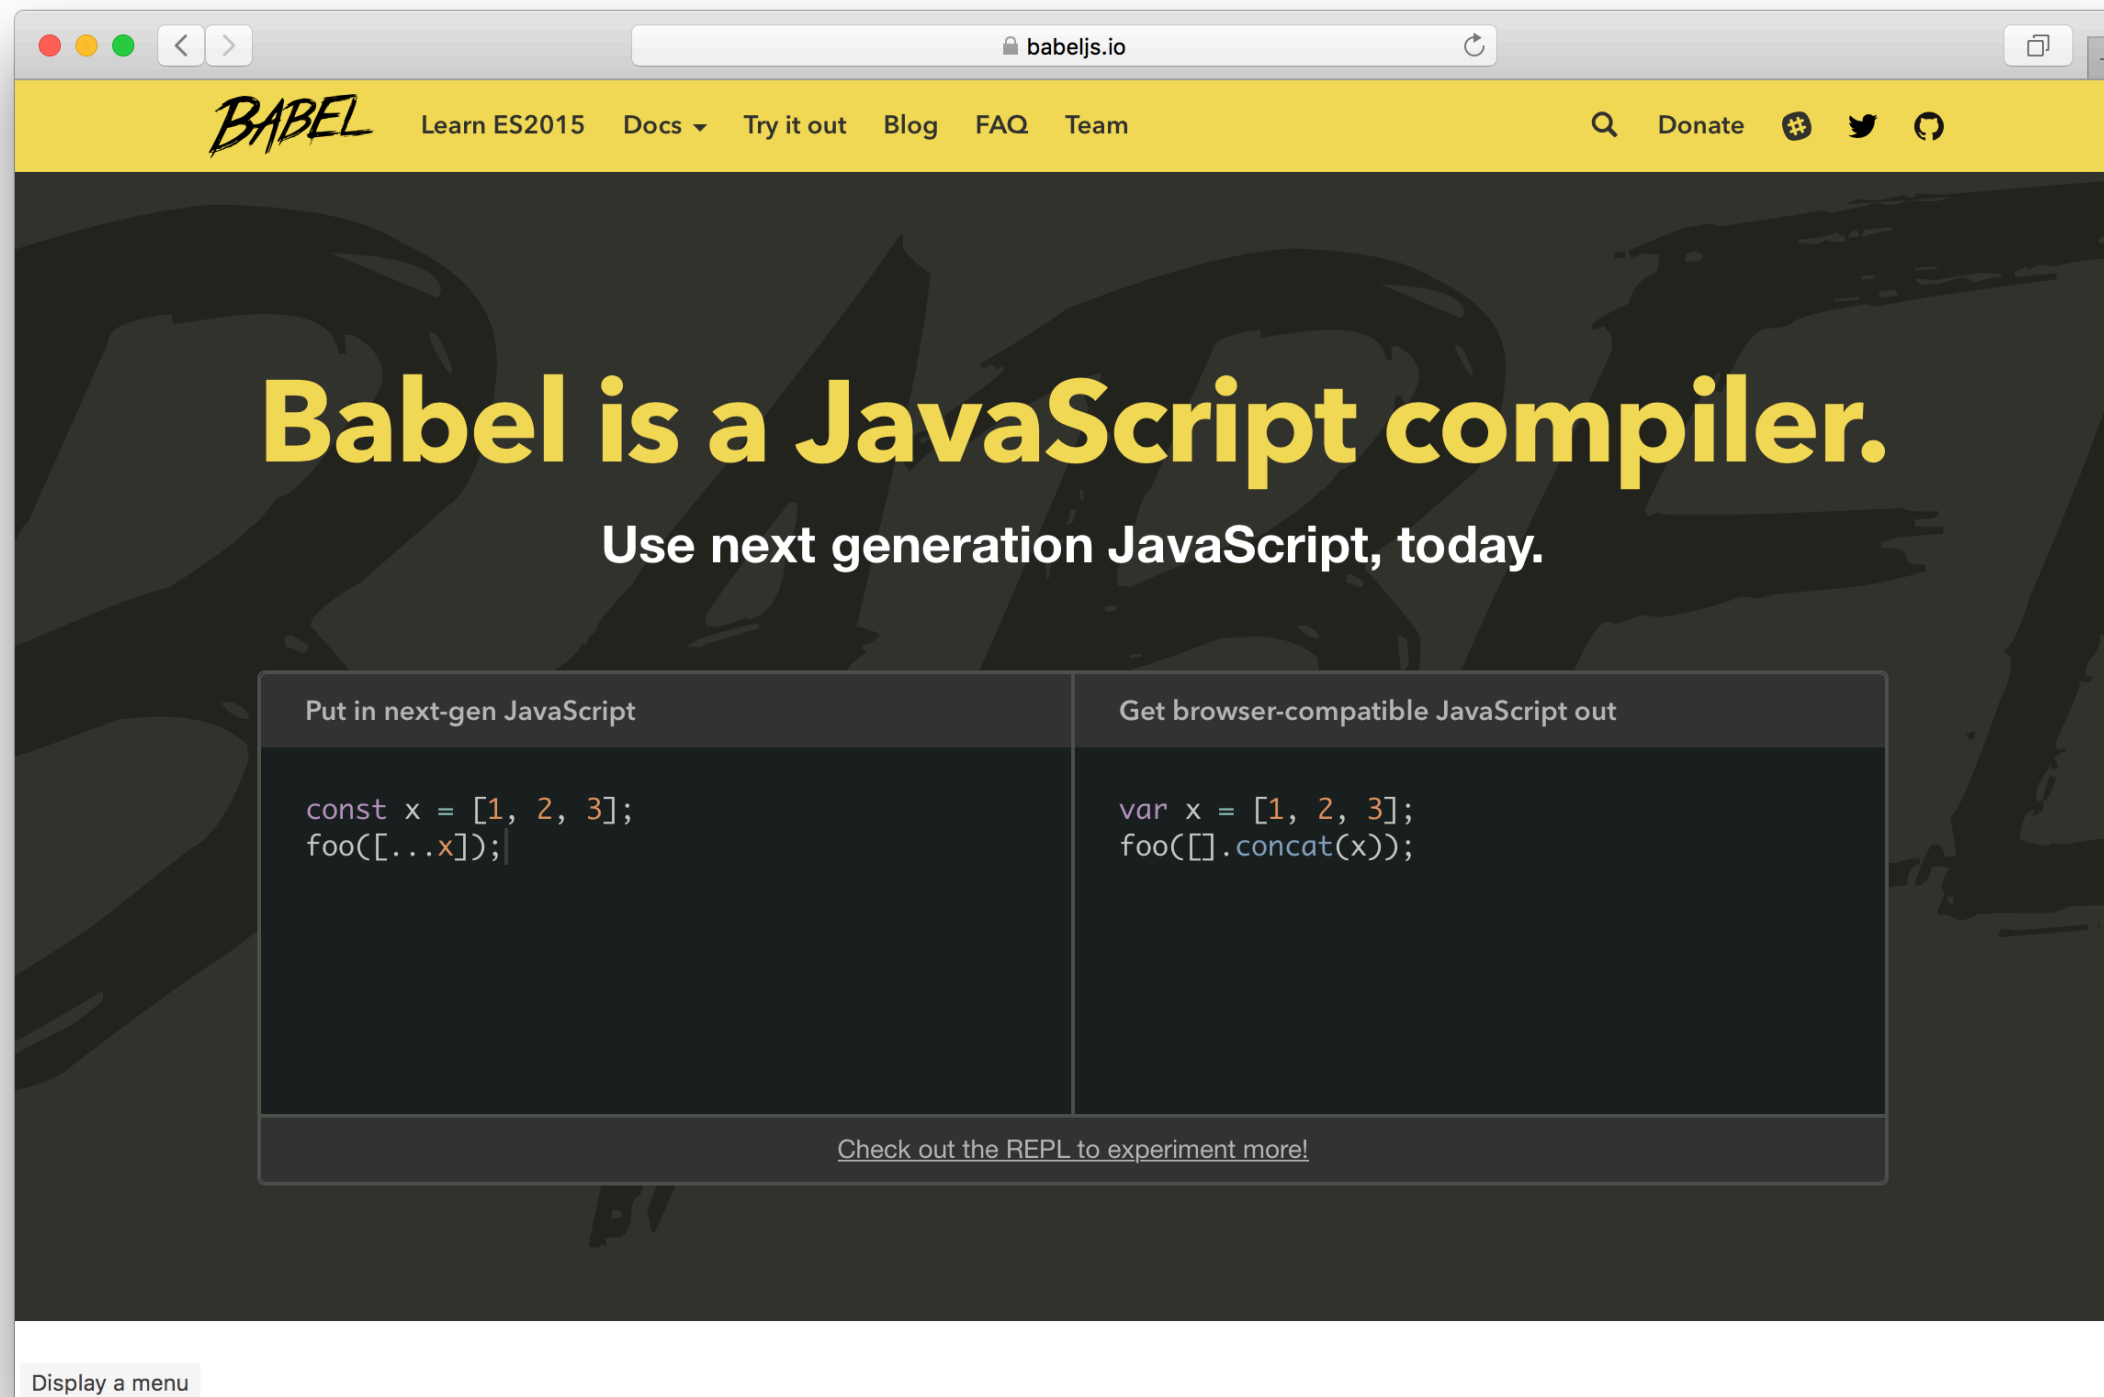 babeljs.io
BABEL Learn ES2015 Docs Try it out Blog FAQ Team Donate
Babel is a JavaScript compiler.
Use next generation JavaScript, today.
Put in next-gen JavaScript
const x = [1, 2, 3];
foo([...x]);
Get browser-compatible JavaScript out
var x = [1, 2, 3];
foo([].concat(x));
Check out the REPL to experiment more!
Display a menu